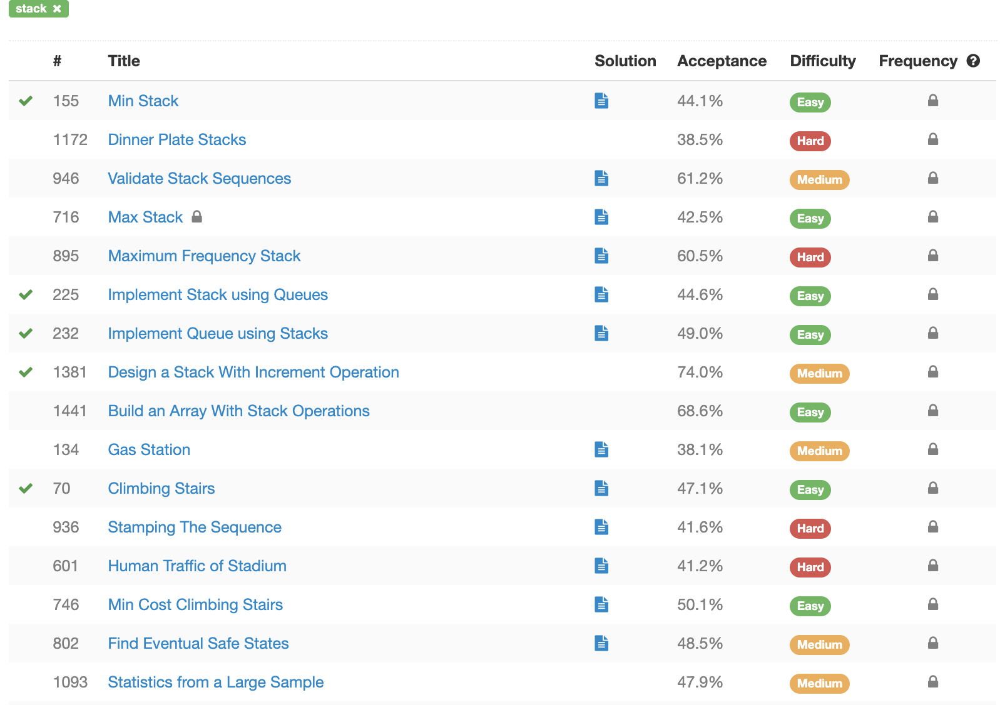 stack ✖
# Title Solution Acceptance Difficulty Frequency ?
155 Min Stack 44.1% Easy
1172 Dinner Plate Stacks 38.5% Hard
946 Validate Stack Sequences 61.2% Medium
716 Max Stack 42.5% Easy
895 Maximum Frequency Stack 60.5% Hard
225 Implement Stack using Queues 44.6% Easy
232 Implement Queue using Stacks 49.0% Easy
1381 Design a Stack With Increment Operation 74.0% Medium
1441 Build an Array With Stack Operations 68.6% Easy
134 Gas Station 38.1% Medium
70 Climbing Stairs 47.1% Easy
936 Stamping The Sequence 41.6% Hard
601 Human Traffic of Stadium 41.2% Hard
746 Min Cost Climbing Stairs 50.1% Easy
802 Find Eventual Safe States 48.5% Medium
1093 Statistics from a Large Sample 47.9% Medium